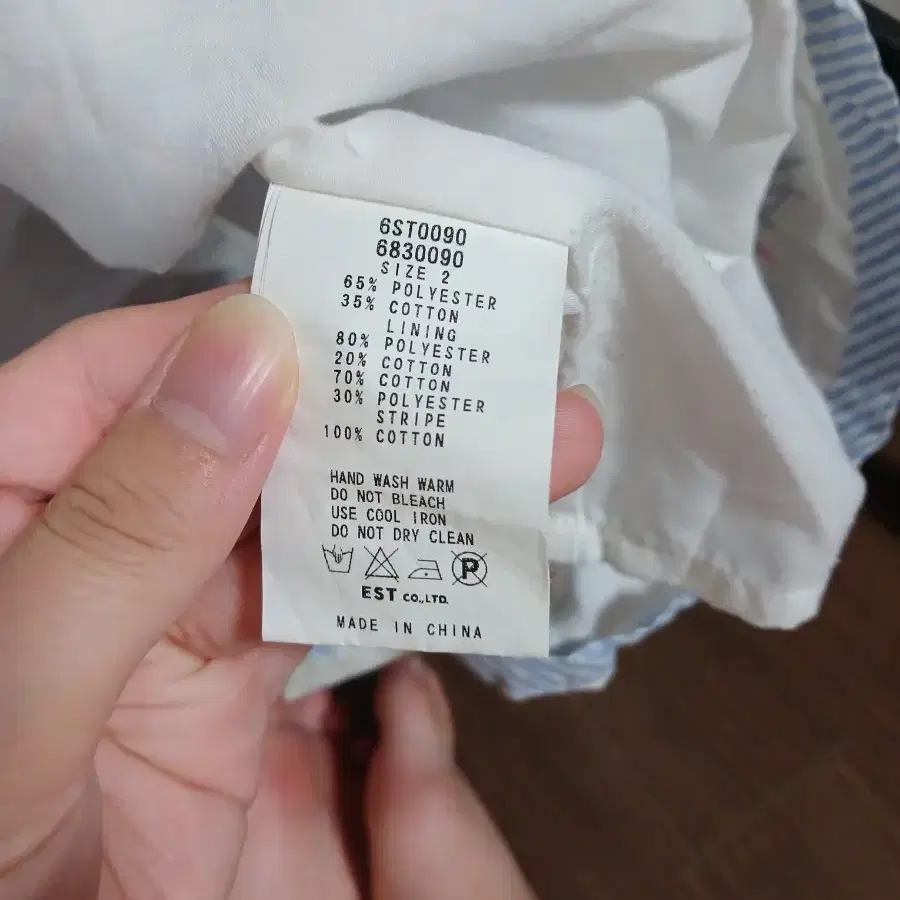 6ST0090
6830090
SIZE 2
65% POLYESTER
35% COTTON
LINING
80% POLYESTER
20% COTTON
70% COTTON
30% POLYESTER
STRIPE
100% COTTON
HAND WASH WARM
DO NOT BLEACH
USE COOL IRON
DO NOT DRY CLEAN
P
EST CO.,LTD.
MADE IN CHINA